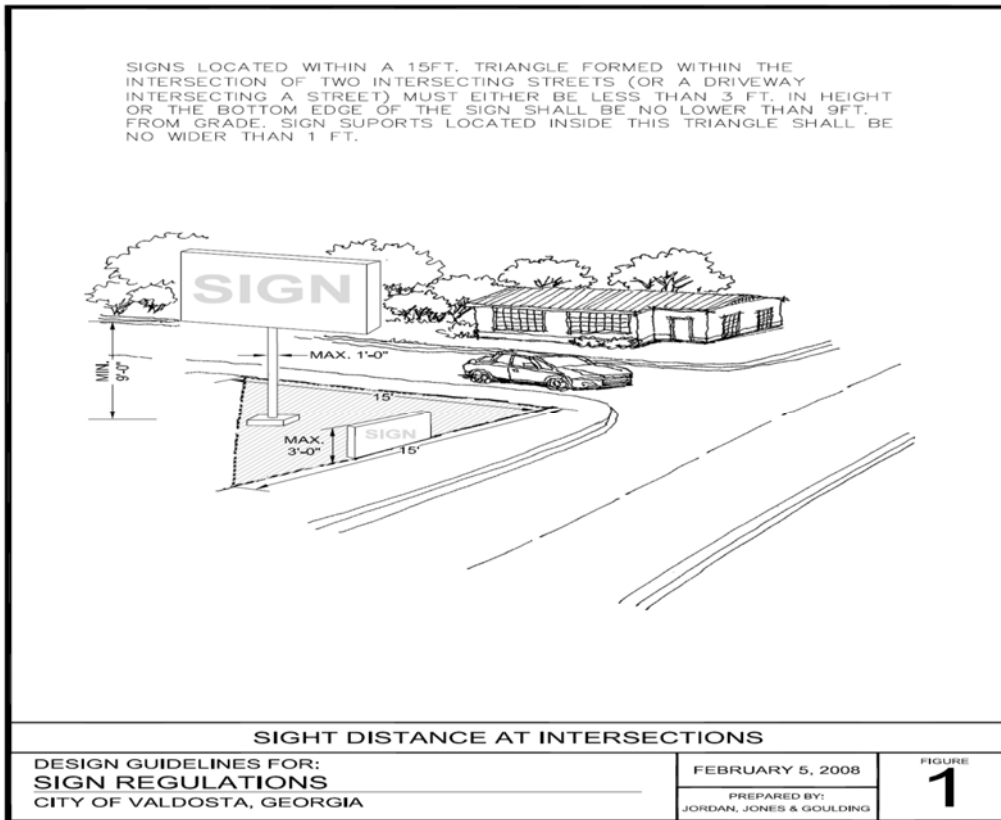 SIGNS LOCATED WITHIN A 15FT. TRIANGLE FORMED WITHIN THE
INTERSECTION OF TWO INTERSECTING STREETS (OR A DRIVEWAY
INTERSECTING A STREET) MUST EITHER BE LESS THAN 3 FT. IN HEIGHT
OR THE BOTTOM EDGE OF THE SIGN SHALL BE NO LOWER THAN 9FT.
FROM GRADE. SIGN SUPORTS LOCATED INSIDE THIS TRIANGLE SHALL BE
NO WIDER THAN 1 FT.
SIGN
MIN.
9'-0"
MAX. 1'-0"
15'
SIGN
MAX.
3'-0"
15'
SIGHT DISTANCE AT INTERSECTIONS
DESIGN GUIDELINES FOR:
SIGN REGULATIONS
CITY OF VALDOSTA, GEORGIA
FEBRUARY 5, 2008
PREPARED BY:
JORDAN, JONES & GOULDING
FIGURE
1